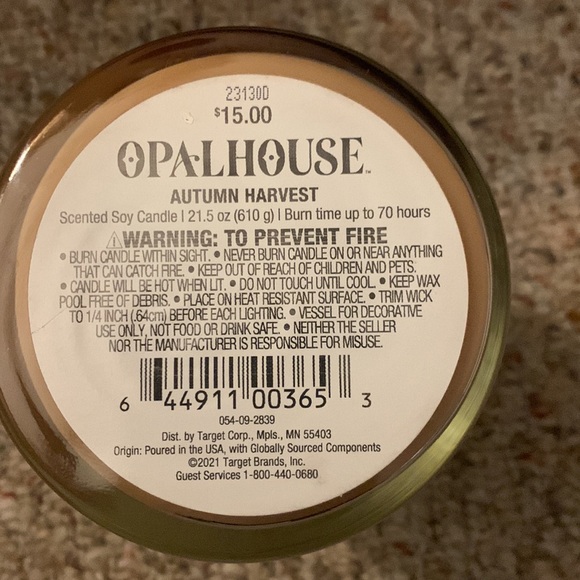 23130D
$15.00
OPALHOUSE™
AUTUMN HARVEST
Scented Soy Candle | 21.5 oz (610 g) | Burn time up to 70 hours
⚠WARNING: TO PREVENT FIRE
• BURN CANDLE WITHIN SIGHT. • NEVER BURN CANDLE ON OR NEAR ANYTHING
THAT CAN CATCH FIRE. • KEEP OUT OF REACH OF CHILDREN AND PETS.
• CANDLE WILL BE HOT WHEN LIT. • DO NOT TOUCH UNTIL COOL. • KEEP WAX
POOL FREE OF DEBRIS. • PLACE ON HEAT RESISTANT SURFACE. • TRIM WICK
TO 1/4 INCH (.64cm) BEFORE EACH LIGHTING. • VESSEL FOR DECORATIVE
USE ONLY, NOT FOOD OR DRINK SAFE. • NEITHER THE SELLER
NOR THE MANUFACTURER IS RESPONSIBLE FOR MISUSE.
6 44911 00365 3
054-09-2839
Dist. by Target Corp., Mpls., MN 55403
Origin: Poured in the USA, with Globally Sourced Components
©2021 Target Brands, Inc.
Guest Services 1-800-440-0680